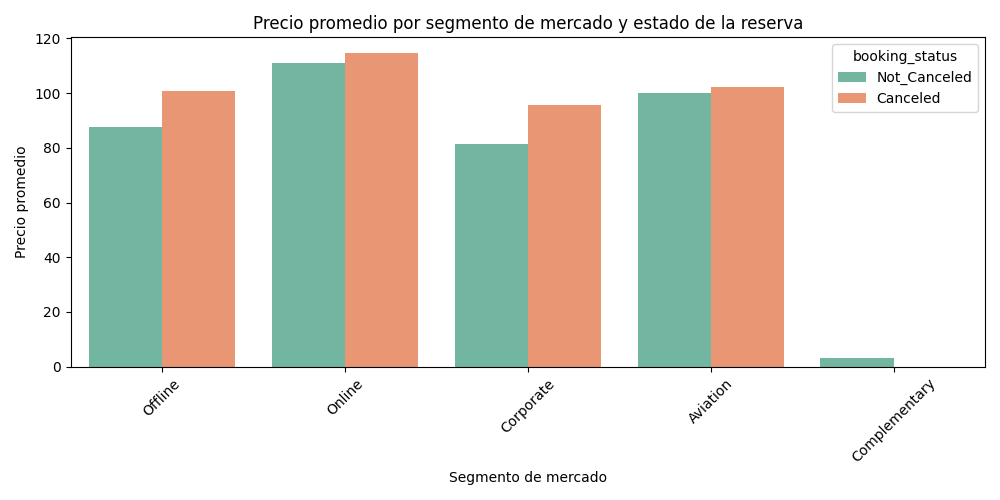 Precio promedio por segmento de mercado y estado de la reserva
booking_status
Not_Canceled
Canceled
Precio promedio
120
100
80
60
40
20
0
Offline
Online
Corporate
Aviation
Complementary
Segmento de mercado